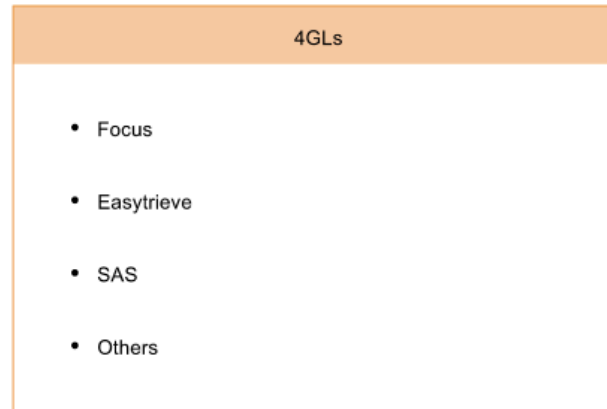 4GLs
• Focus
• Easytrieve
• SAS
• Others